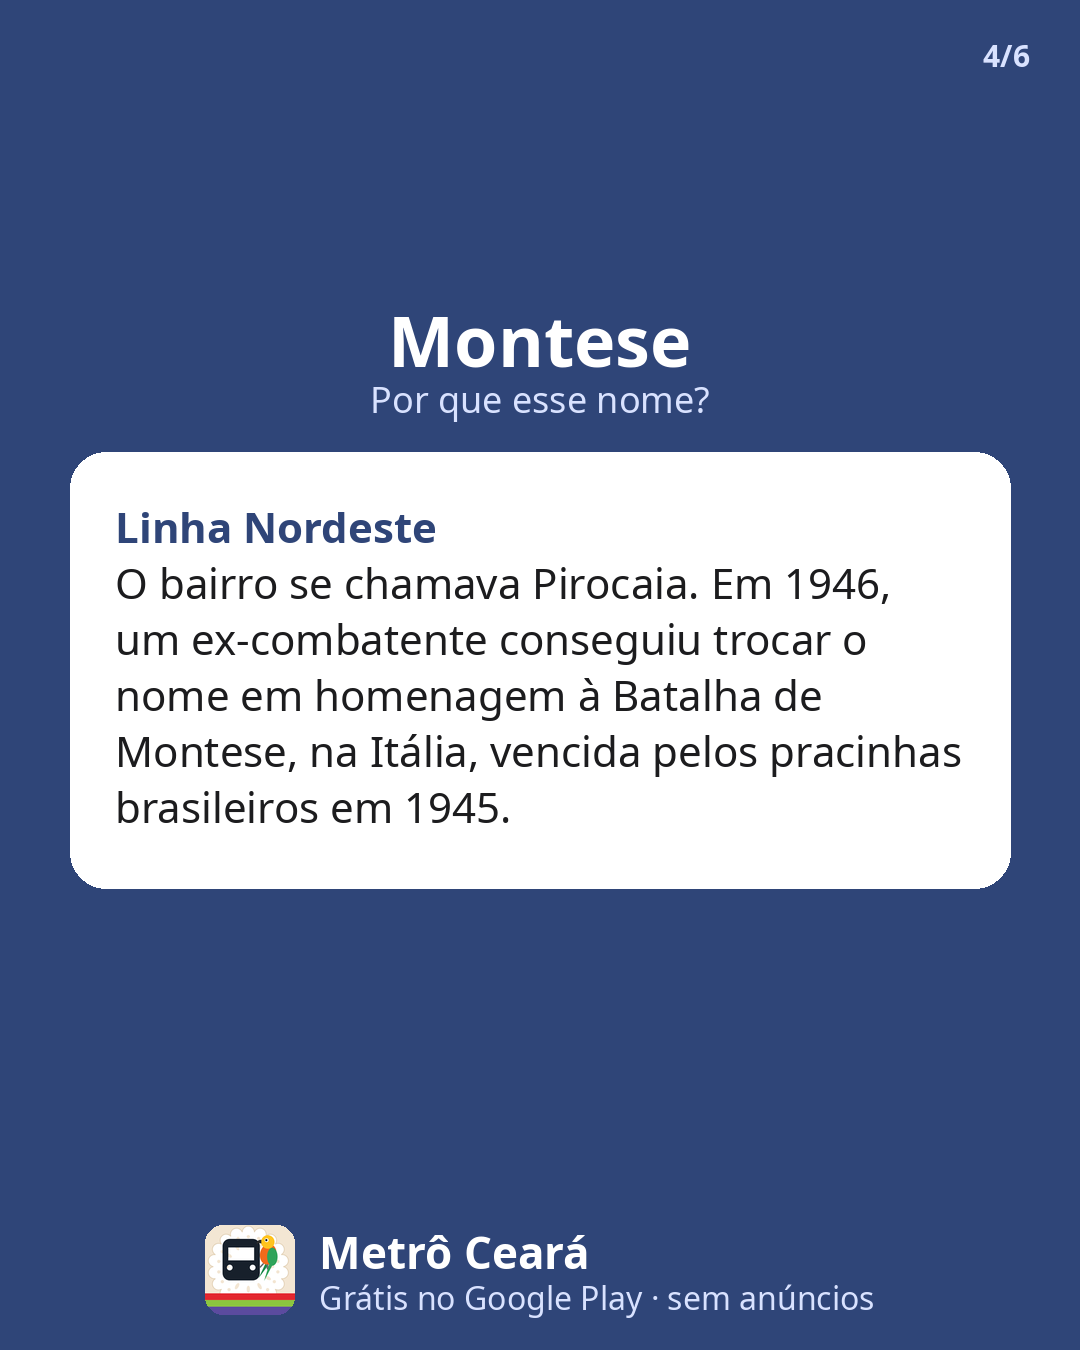 4/6
Montese
Por que esse nome?
Linha Nordeste
O bairro se chamava Pirocaia. Em 1946,
um ex-combatente conseguiu trocar o
nome em homenagem à Batalha de
Montese, na Itália, vencida pelos pracinhas
brasileiros em 1945.
Metrô Ceará
Grátis no Google Play · sem anúncios